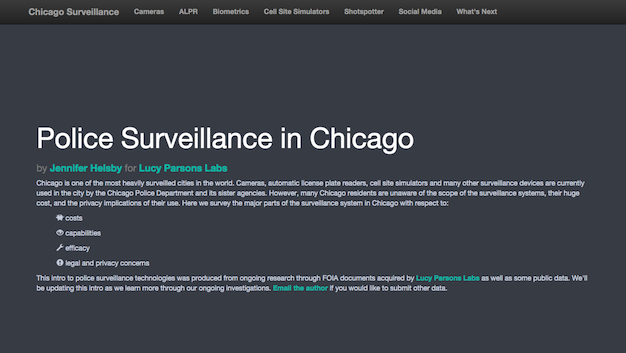 Chicago Surveillance Cameras ALPR Biometrics Cell Site Simulators Shotspotter Social Media What's Next
Police Surveillance in Chicago
by Jennifer Helsby for Lucy Parsons Labs
Chicago is one of the most heavily surveilled cities in the world. Cameras, automatic license plate readers, cell site simulators and many other surveillance devices are currently
used in the city by the Chicago Police Department and its sister agencies. However, many Chicago residents are unaware of the scope of the surveillance systems, their huge
cost, and the privacy implications of their use. Here we survey the major parts of the surveillance system in Chicago with respect to:
costs
capabilities
efficacy
legal and privacy concerns
This intro to police surveillance technologies was produced from ongoing research through FOIA documents acquired by Lucy Parsons Labs as well as some public data. We'll
be updating this intro as we learn more through our ongoing investigations. Email the author if you would like to submit other data.